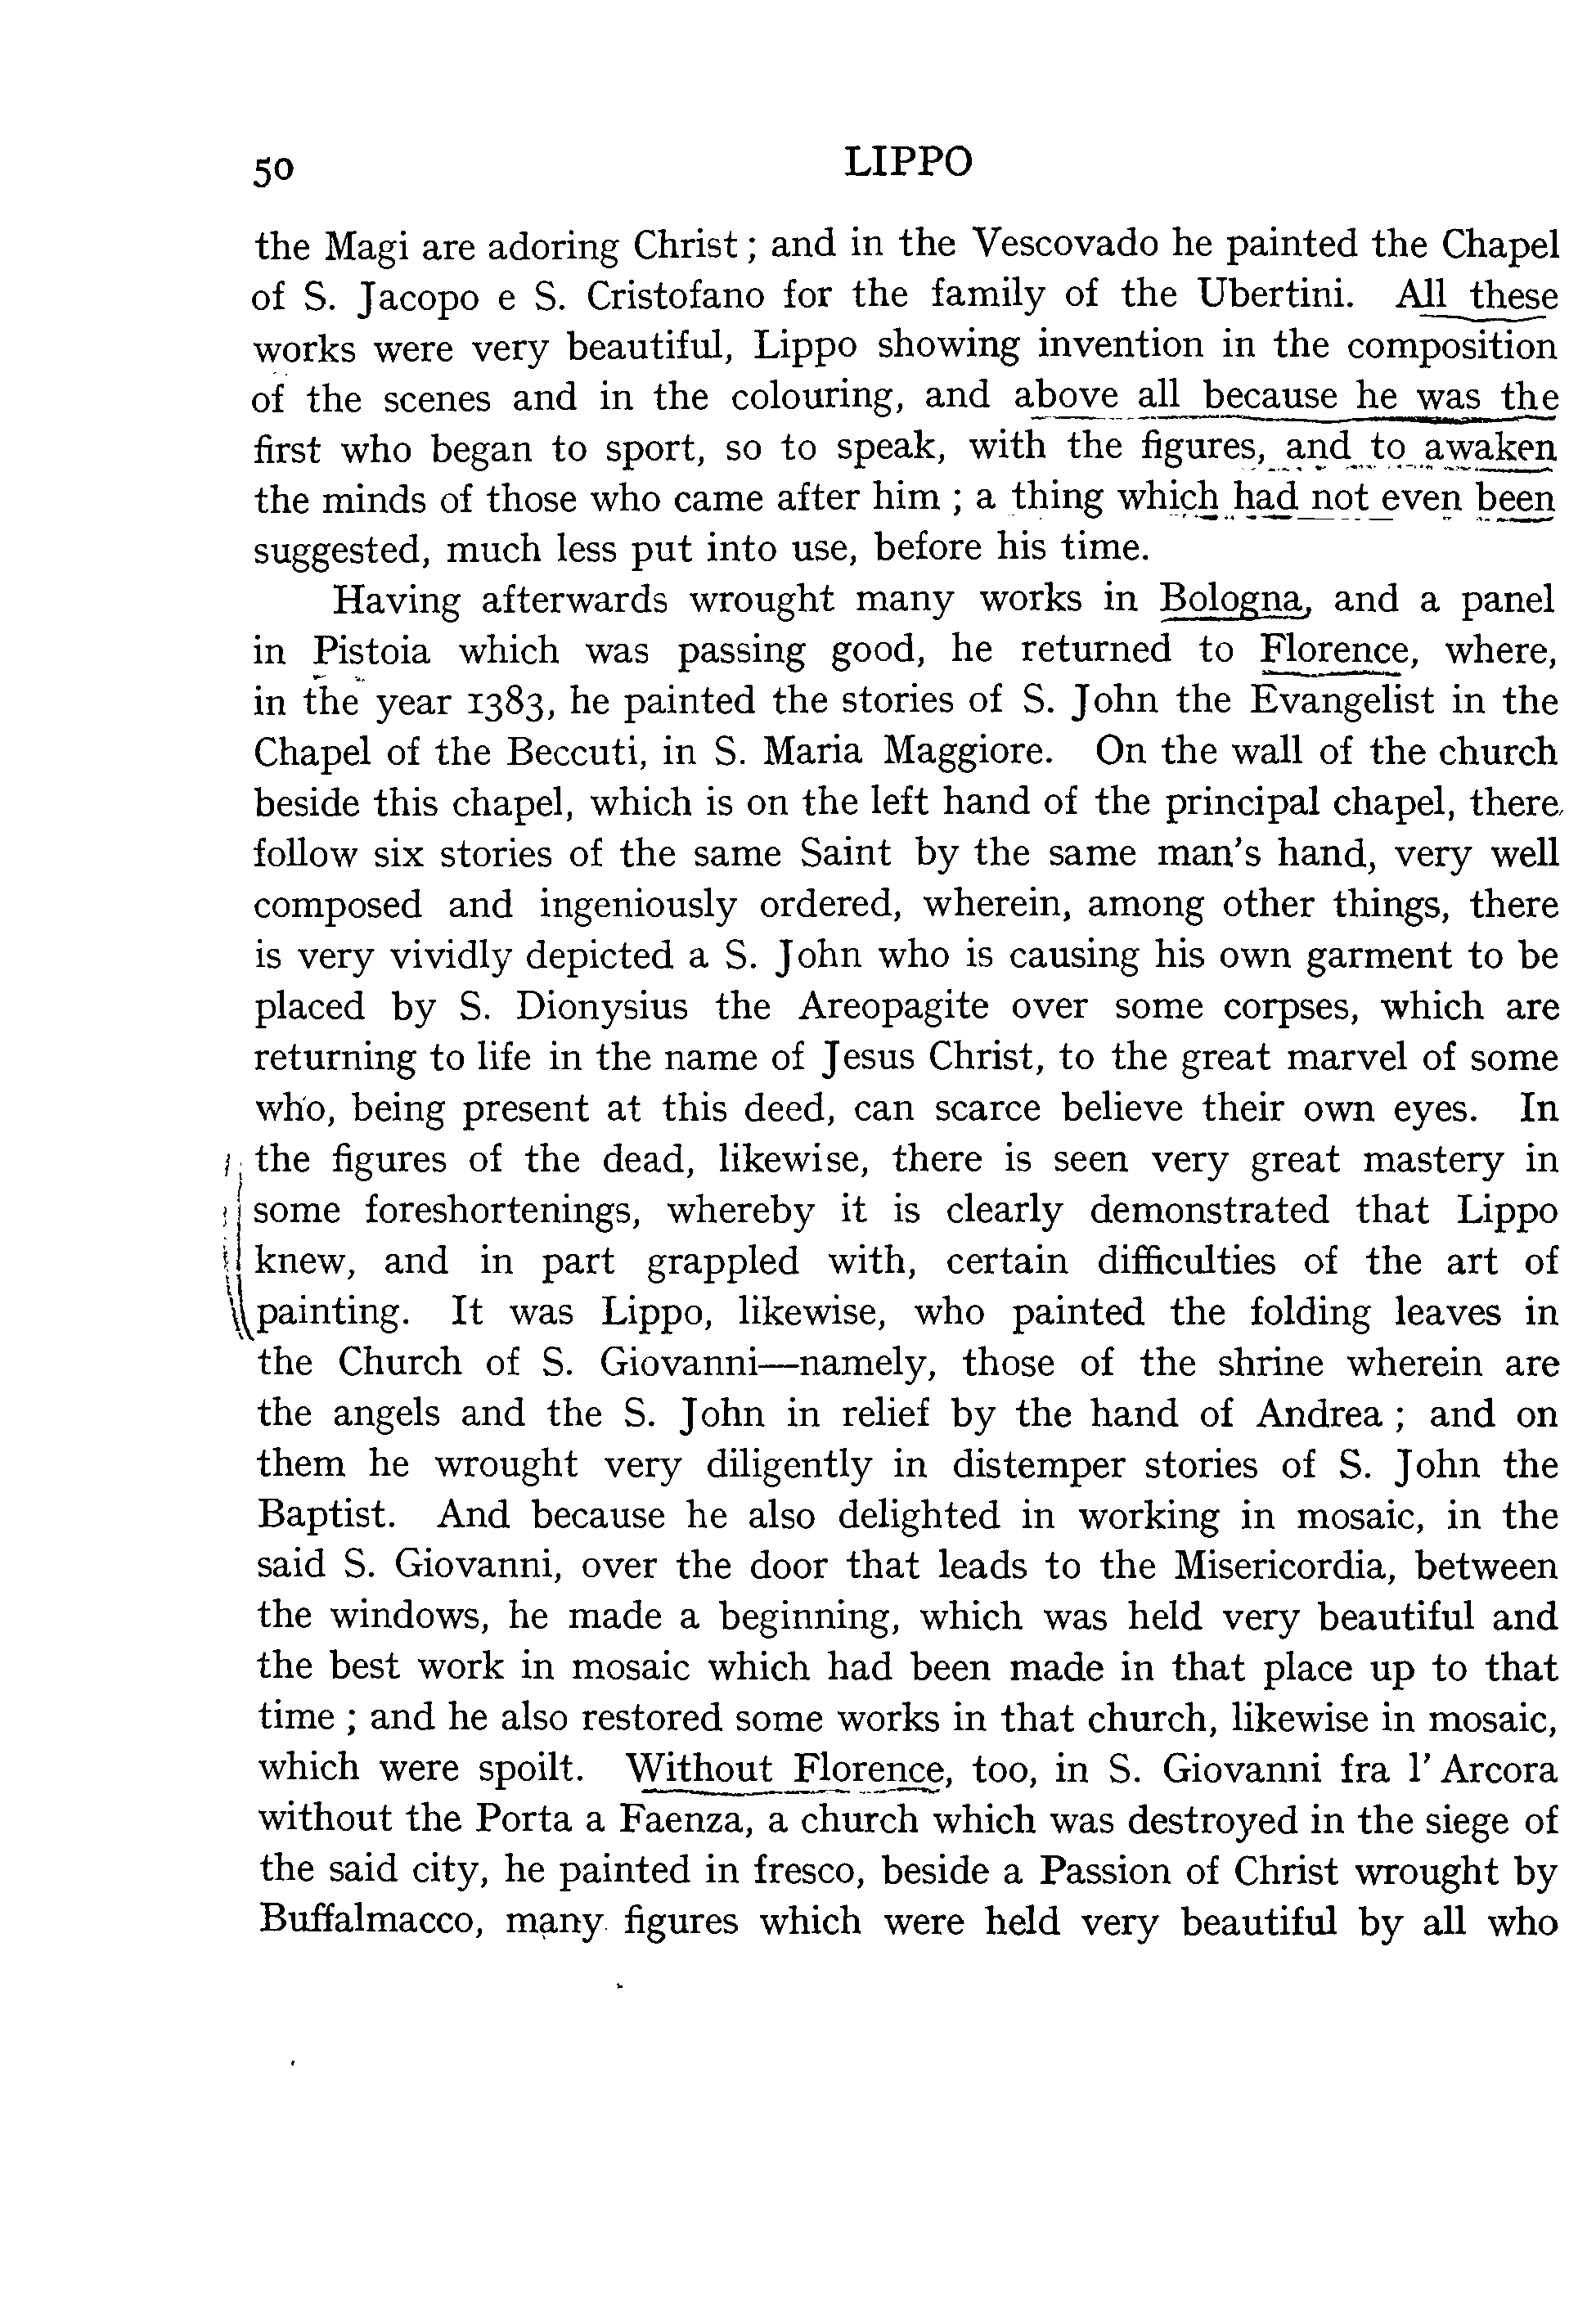 50 LIPPO
the Magi are adoring Christ ; and in the Vescovado he painted the Chapel
of S. Jacopo e S. Cristofano for the family of the Ubertini. All these
works were very beautiful, Lippo showing invention in the composition
of the scenes and in the colouring, and above all because he was the
first who began to sport, so to speak, with the figures, and to awaken
the minds of those who came after him ; a thing which had not even been
suggested, much less put into use, before his time.
Having afterwards wrought many works in Bologna, and a panel
in Pistoia which was passing good, he returned to Florence, where,
in the year 1383, he painted the stories of S. John the Evangelist in the
Chapel of the Beccuti, in S. Maria Maggiore. On the wall of the church
beside this chapel, which is on the left hand of the principal chapel, there
follow six stories of the same Saint by the same man's hand, very well
composed and ingeniously ordered, wherein, among other things, there
is very vividly depicted a S. John who is causing his own garment to be
placed by S. Dionysius the Areopagite over some corpses, which are
returning to life in the name of Jesus Christ, to the great marvel of some
who, being present at this deed, can scarce believe their own eyes. In
the figures of the dead, likewise, there is seen very great mastery in
some foreshortenings, whereby it is clearly demonstrated that Lippo
knew, and in part grappled with, certain difficulties of the art of
painting. It was Lippo, likewise, who painted the folding leaves in
the Church of S. Giovanni—namely, those of the shrine wherein are
the angels and the S. John in relief by the hand of Andrea ; and on
them he wrought very diligently in distemper stories of S. John the
Baptist. And because he also delighted in working in mosaic, in the
said S. Giovanni, over the door that leads to the Misericordia, between
the windows, he made a beginning, which was held very beautiful and
the best work in mosaic which had been made in that place up to that
time ; and he also restored some works in that church, likewise in mosaic,
which were spoilt. Without Florence, too, in S. Giovanni fra l' Arcora
without the Porta a Faenza, a church which was destroyed in the siege of
the said city, he painted in fresco, beside a Passion of Christ wrought by
Buffalmacco, many figures which were held very beautiful by all who